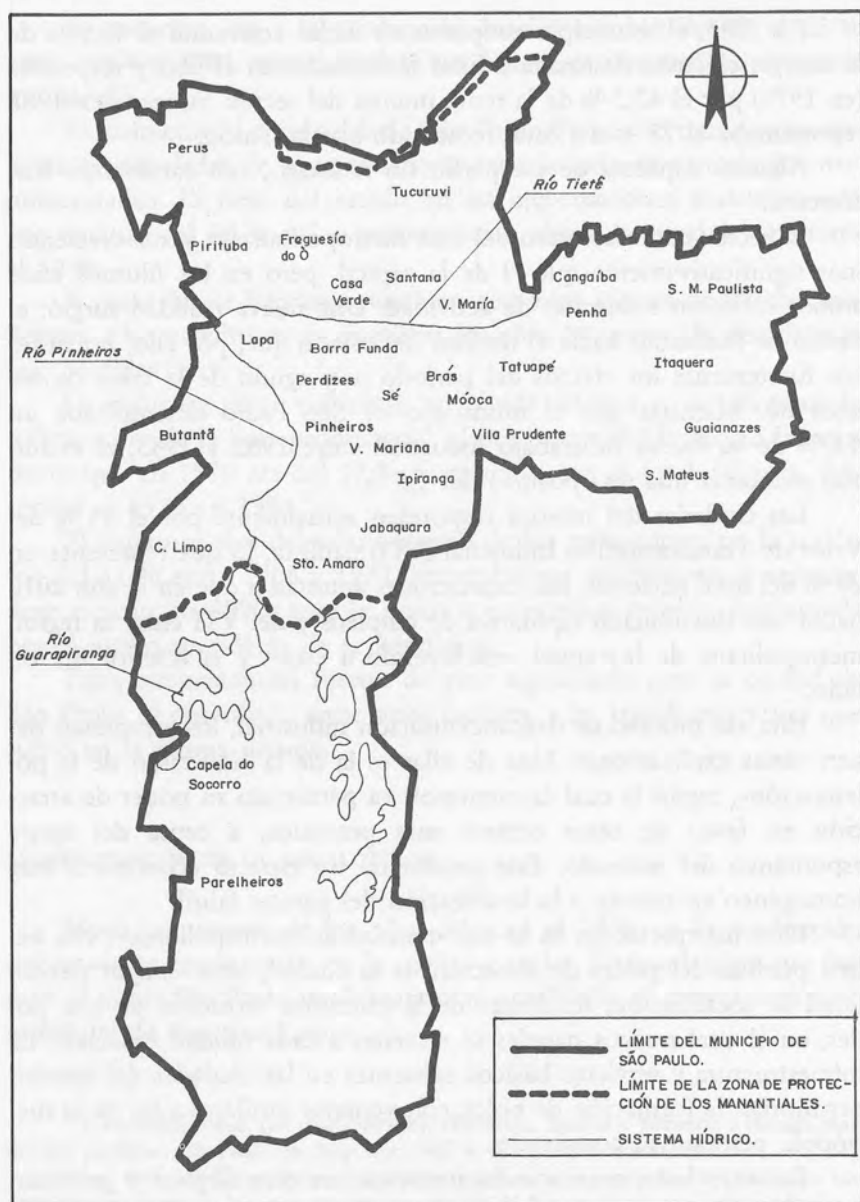 Perus
Tucuruvi
Río Tietê
Pirituba
Freguesía
do Ó
Santana
Cangaíba
S. M. Paulista
Casa
Verde
V. María
Penha
Río Pinheiros
Lapa
Barra Funda
Brás
Tatuapé
Itaquera
Perdizes
Sé
Móoca
Butantã
Pinheiros
Vila Prudente
Guaianazes
V. Mariana
Ipiranga
S. Mateus
Jabaquara
C. Limpo
Sto. Amaro
Río
Guarapiranga
Capela do
Socorro
Parelheiros
LÍMITE DEL MUNICIPIO DE
SÃO PAULO.
LÍMITE DE LA ZONA DE PROTEC-
CIÓN DE LOS MANANTIALES.
SISTEMA HÍDRICO.